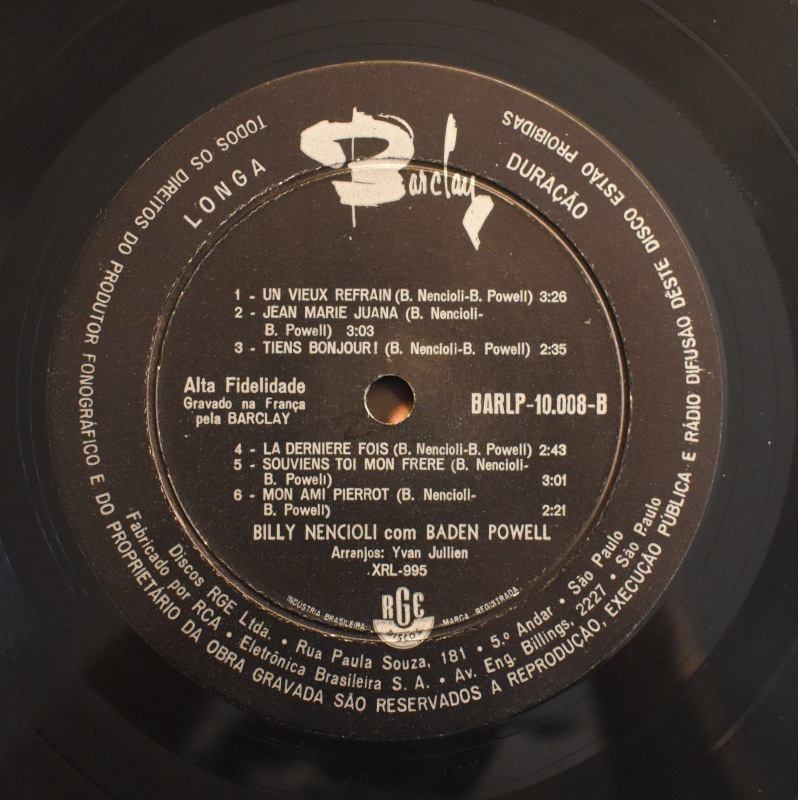 Barclay
LONGA DURAÇÃO
1 - UN VIEUX REFRAIN (B. Nencioli-B. Powell) 3:26
2 - JEAN MARIE JUANA (B. Nencioli-
B. Powell) 3:03
3 - TIENS BONJOUR! (B. Nencioli-B. Powell) 2:35
Alta Fidelidade
Gravado na França
pela BARCLAY
BARLP-10.008-B
4 - LA DERNIERE FOIS (B. Nencioli-B. Powell) 2:43
5 - SOUVIENS TOI MON FRERE (B. Nencioli-
B. Powell) 3:01
6 - MON AMI PIERROT (B. Nencioli-
B. Powell) 2:21
BILLY NENCIOLI com BADEN POWELL
Arranjos: Yvan Jullien
XRL-995
INDUSTRIA BRASILEIRA
MARCA REGISTRADA
RGE
DISCOS
Discos RGE Ltda. • Rua Paula Souza, 181 • 5.º Andar • São Paulo
Fabricado por RCA • Eletrônica Brasileira S. A. • Av. Eng. Billings, 2227 • São Paulo
TODOS OS DIREITOS DO PRODUTOR FONOGRÁFICO E DO PROPRIETÁRIO DA OBRA GRAVADA SÃO RESERVADOS A REPRODUÇÃO, EXECUÇÃO PÚBLICA E RÁDIO DIFUSÃO DÊSTE DISCO ESTÃO PROIBIDAS